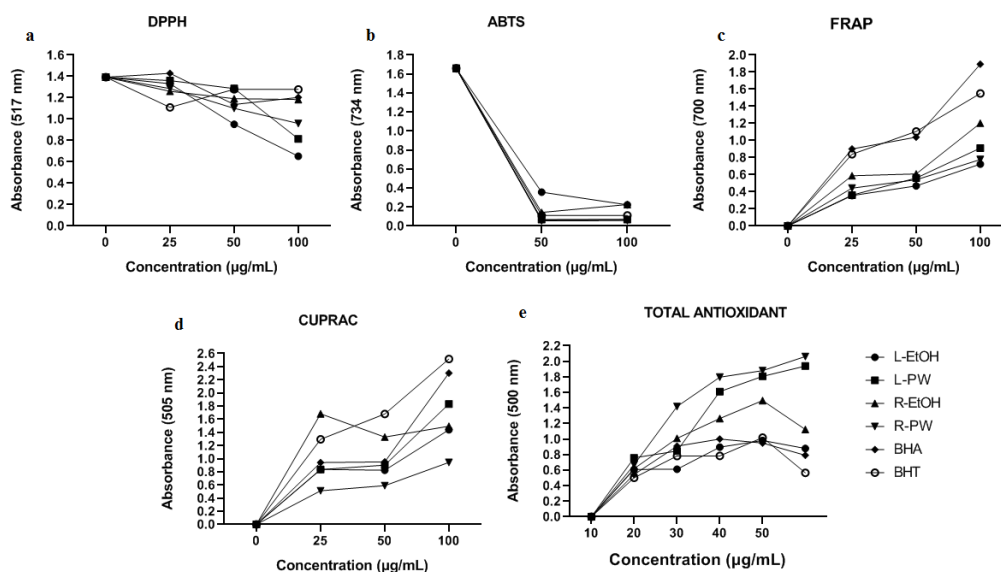 a
DPPH
Absorbance (517 nm)
1.6
1.4
1.2
1.0
0.8
0.6
0.4
0.2
0.0
0 25 50 100
Concentration (µg/mL)
b
ABTS
Absorbance (734 nm)
1.8
1.6
1.4
1.2
1.0
0.8
0.6
0.4
0.2
0.0
0 50 100
Concentration (µg/mL)
c
FRAP
Absorbance (700 nm)
2.0
1.8
1.6
1.4
1.2
1.0
0.8
0.6
0.4
0.2
0.0
0 25 50 100
Concentration (µg/mL)
d
CUPRAC
Absorbance (505 nm)
2.6
2.4
2.2
2.0
1.8
1.6
1.4
1.2
1.0
0.8
0.6
0.4
0.2
0.0
0 25 50 100
Concentration (µg/mL)
e
TOTAL ANTIOXIDANT
Absorbance (500 nm)
2.2
2.0
1.8
1.6
1.4
1.2
1.0
0.8
0.6
0.4
0.2
0.0
10 20 30 40 50
Concentration (µg/mL)
L-EtOH
L-PW
R-EtOH
R-PW
BHA
BHT